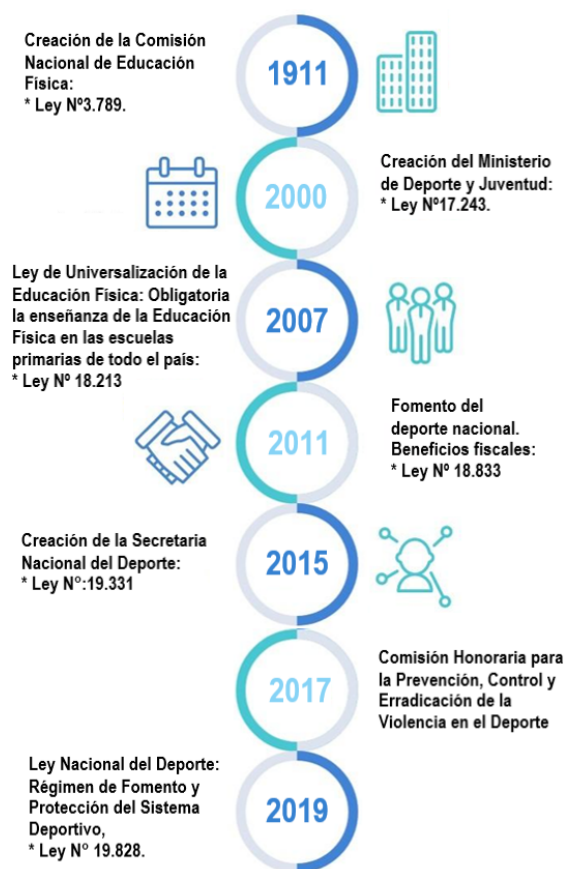 Creación de la Comisión
Nacional de Educación
Física:
* Ley Nº3.789.
1911
Creación del Ministerio
de Deporte y Juventud:
* Ley Nº17.243.
2000
Ley de Universalización de la
Educación Física: Obligatoria
la enseñanza de la Educación
Física en las escuelas
primarias de todo el país:
* Ley Nº 18.213
2007
Fomento del
deporte nacional.
Beneficios fiscales:
* Ley Nº 18.833
2011
Creación de la Secretaria
Nacional del Deporte:
* Ley N°:19.331
2015
Comisión Honoraria para
la Prevención, Control y
Erradicación de la
Violencia en el Deporte
2017
Ley Nacional del Deporte:
Régimen de Fomento y
Protección del Sistema
Deportivo,
* Ley N° 19.828.
2019